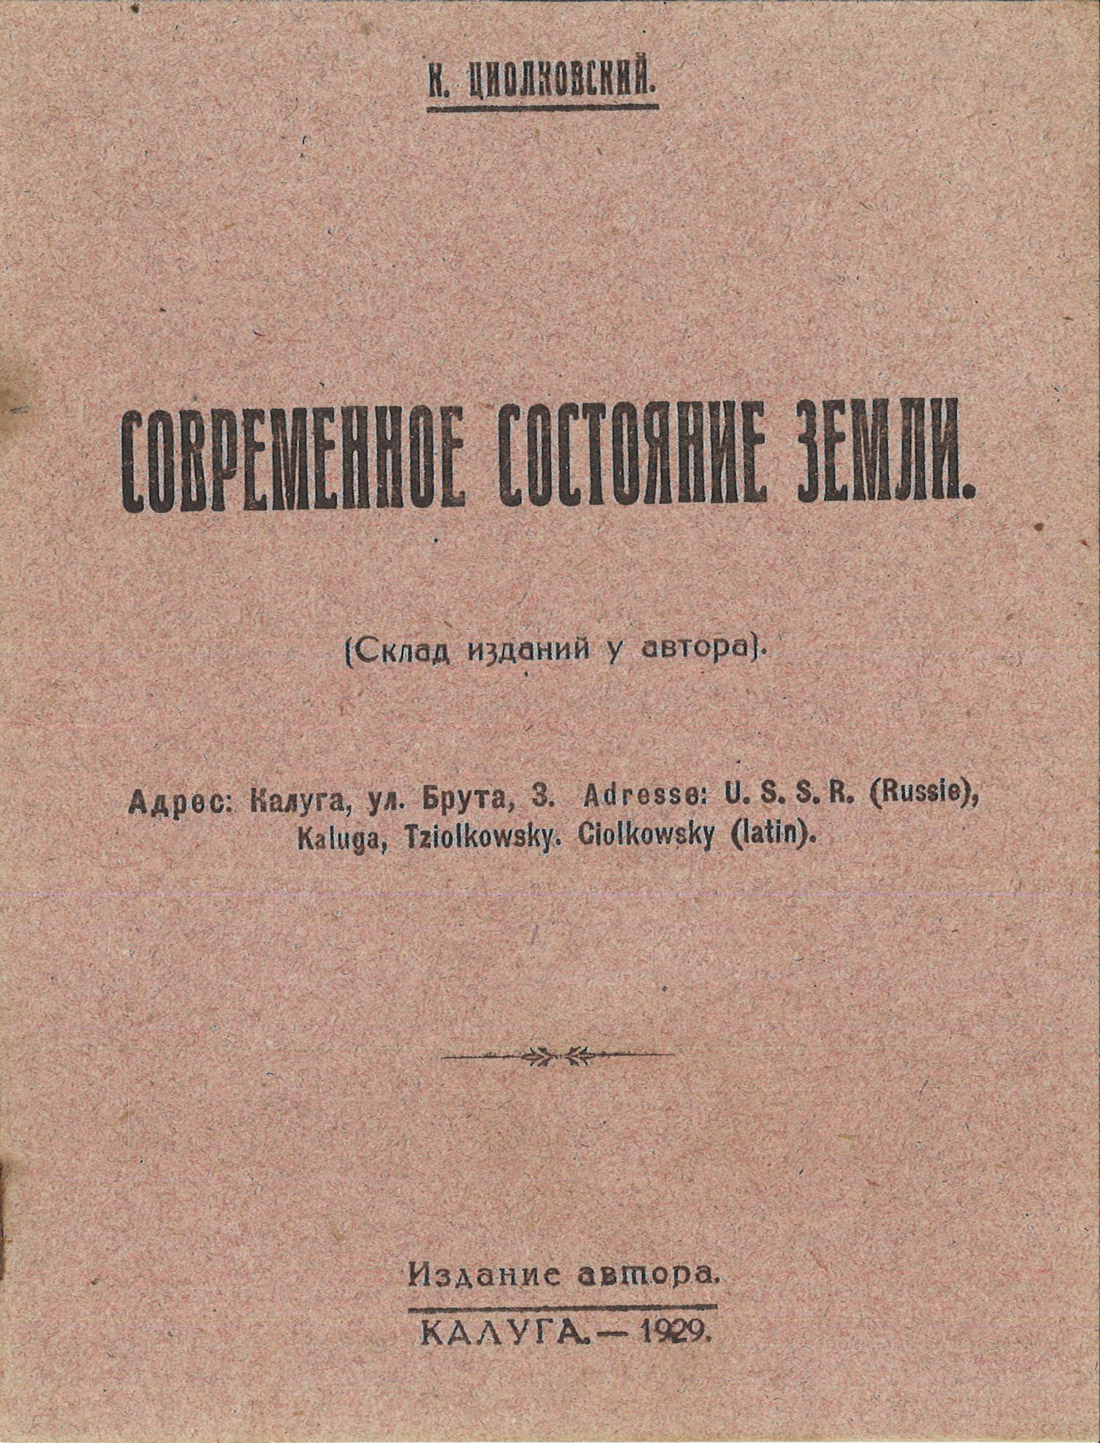 К. ЦИОЛКОВСКИЙ.
СОВРЕМЕННОЕ СОСТОЯНИЕ ЗЕМЛИ.
(Склад изданий у автора).
Адрес: Калуга, ул. Брута, 3. Adresse: U. S. S. R. (Russie),
Kaluga, Tziolkowsky. Ciolkowsky (latin).
Издание автора.
КАЛУГА.— 1929.